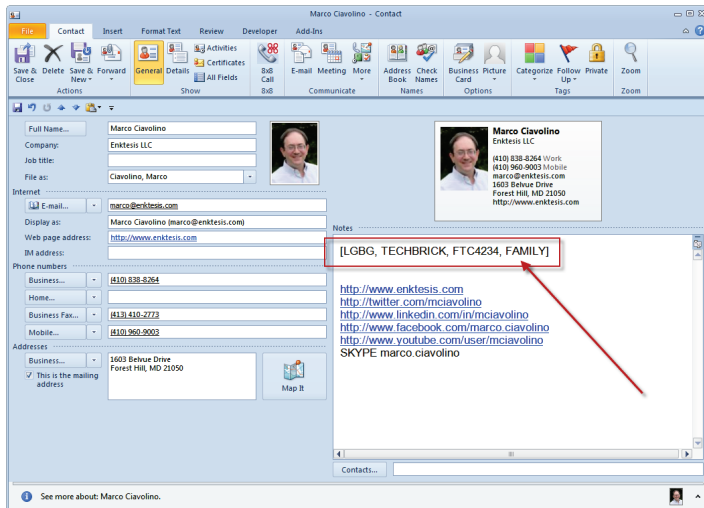 Marco Ciavolino - Contact
File Contact Insert Format Text Review Developer Add-Ins
Save & Close
Delete
Save & New
Forward
Actions
General
Details
Activities
Certificates
All Fields
Show
8x8 Call
8x8
E-mail
Meeting
More
Communicate
Address Book
Check Names
Names
Business Card
Picture
Options
Categorize
Follow Up
Private
Tags
Zoom
Zoom
Full Name... Marco Ciavolino
Company: Enktesis LLC
Job title:
File as: Ciavolino, Marco
Internet
E-mail... marco@enktesis.com
Display as: Marco Ciavolino (marco@enktesis.com)
Web page address: http://www.enktesis.com
IM address:
Phone numbers
Business... (410) 838-8264
Home...
Business Fax... (413) 410-2773
Mobile... (410) 960-9003
Addresses
Business... 1603 Belvue Drive
Forest Hill, MD 21050
This is the mailing
address
Map It
Marco Ciavolino
Enktesis LLC
(410) 838-8264 Work
(410) 960-9003 Mobile
marco@enktesis.com
1603 Belvue Drive
Forest Hill, MD 21050
http://www.enktesis.com
Notes
[LGBG, TECHBRICK, FTC4234, FAMILY]
http://www.enktesis.com
http://twitter.com/mciavolino
http://www.linkedin.com/in/mciavolino
http://www.facebook.com/marco.ciavolino
http://www.youtube.com/user/mciavolino
SKYPE marco.ciavolino
Contacts...
See more about: Marco Ciavolino.